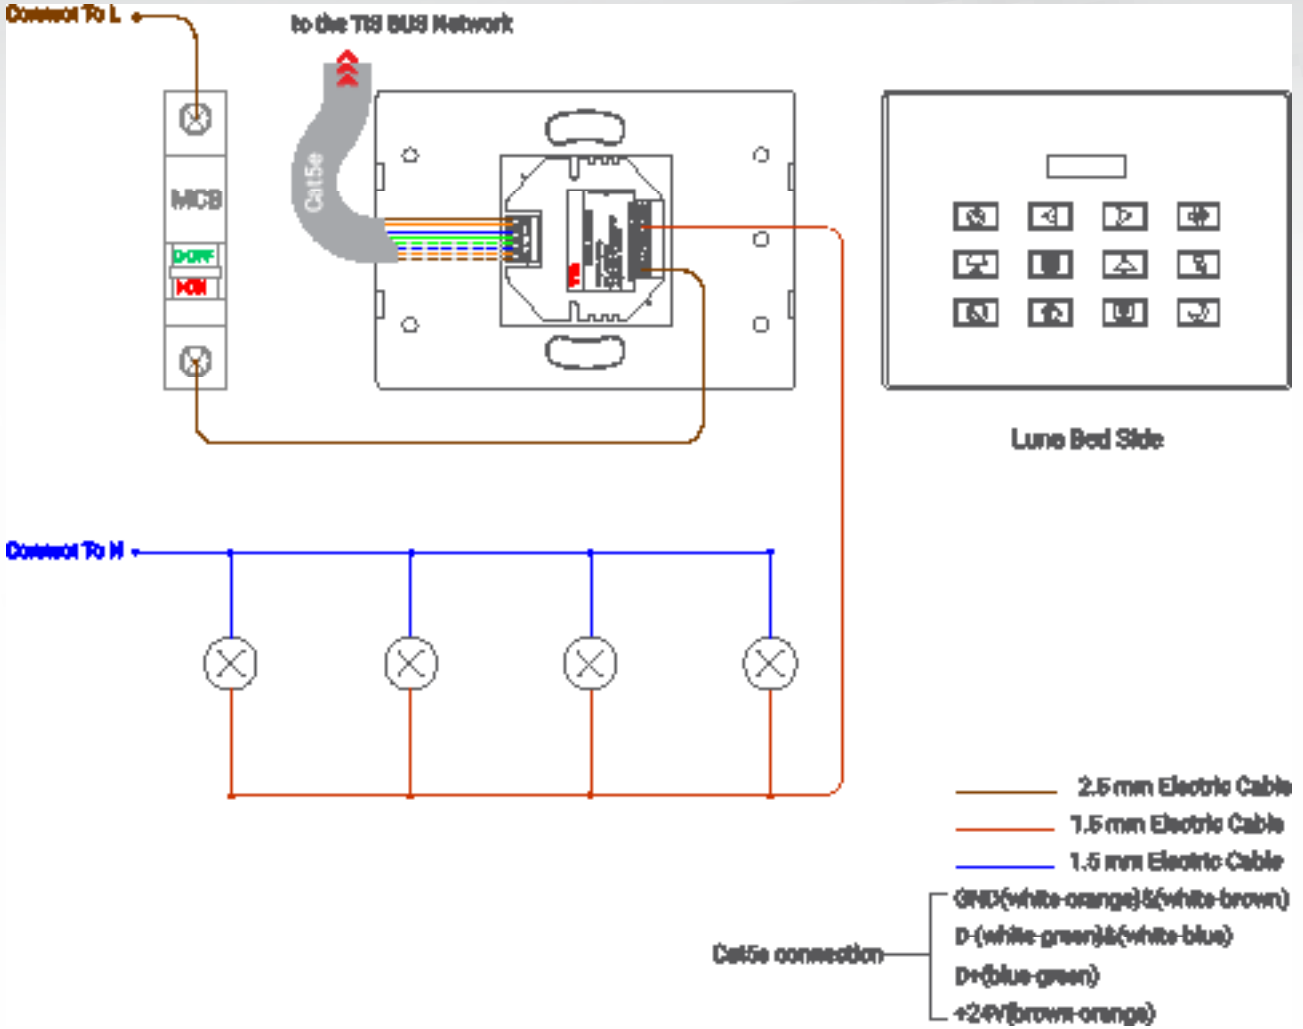 Connect To L
to the TIS BUS Network
Cat5e
MCB
O-OFF
I-ON
TIS
Luna Bed Side
Connect To N
2.5 mm Electric Cable
1.5 mm Electric Cable
1.5 mm Electric Cable
GND(white-orange)&(white-brown)
D-(white-green)&(white-blue)
Cat5e connection
D+(blue-green)
+24V(brown-orange)